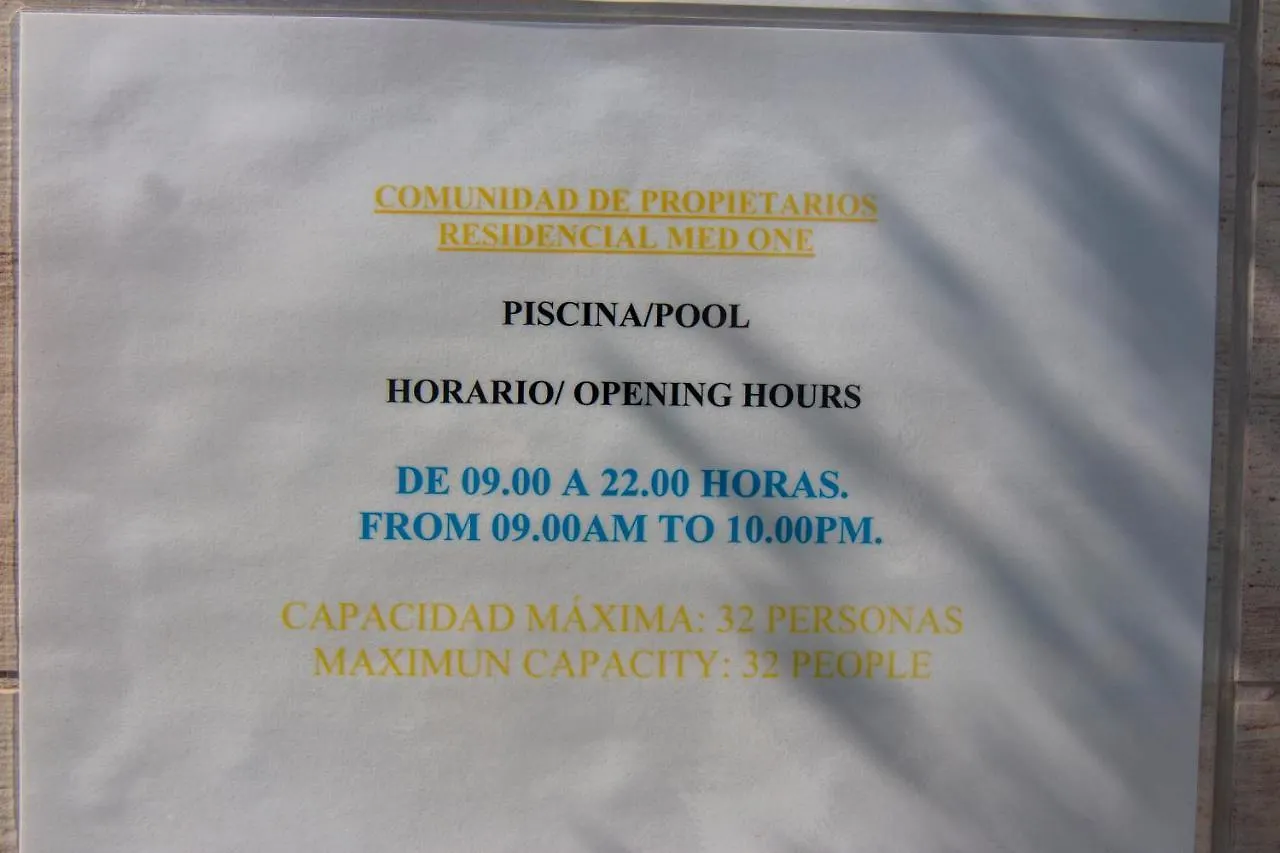 COMUNIDAD DE PROPIETARIOS
RESIDENCIAL MED ONE
PISCINA/POOL
HORARIO/ OPENING HOURS
DE 09.00 A 22.00 HORAS.
FROM 09.00AM TO 10.00PM.
CAPACIDAD MÁXIMA: 32 PERSONAS
MAXIMUN CAPACITY: 32 PEOPLE